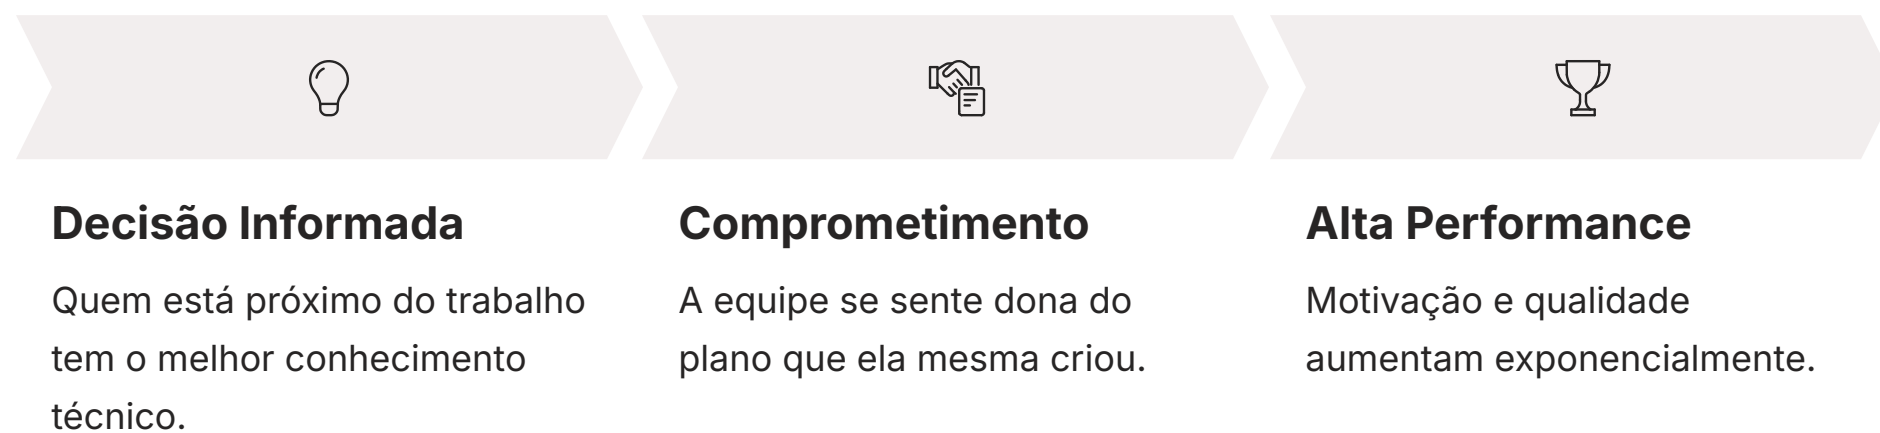 Decisão Informada
Quem está próximo do trabalho
tem o melhor conhecimento
técnico.
Comprometimento
A equipe se sente dona do
plano que ela mesma criou.
Alta Performance
Motivação e qualidade
aumentam exponencialmente.